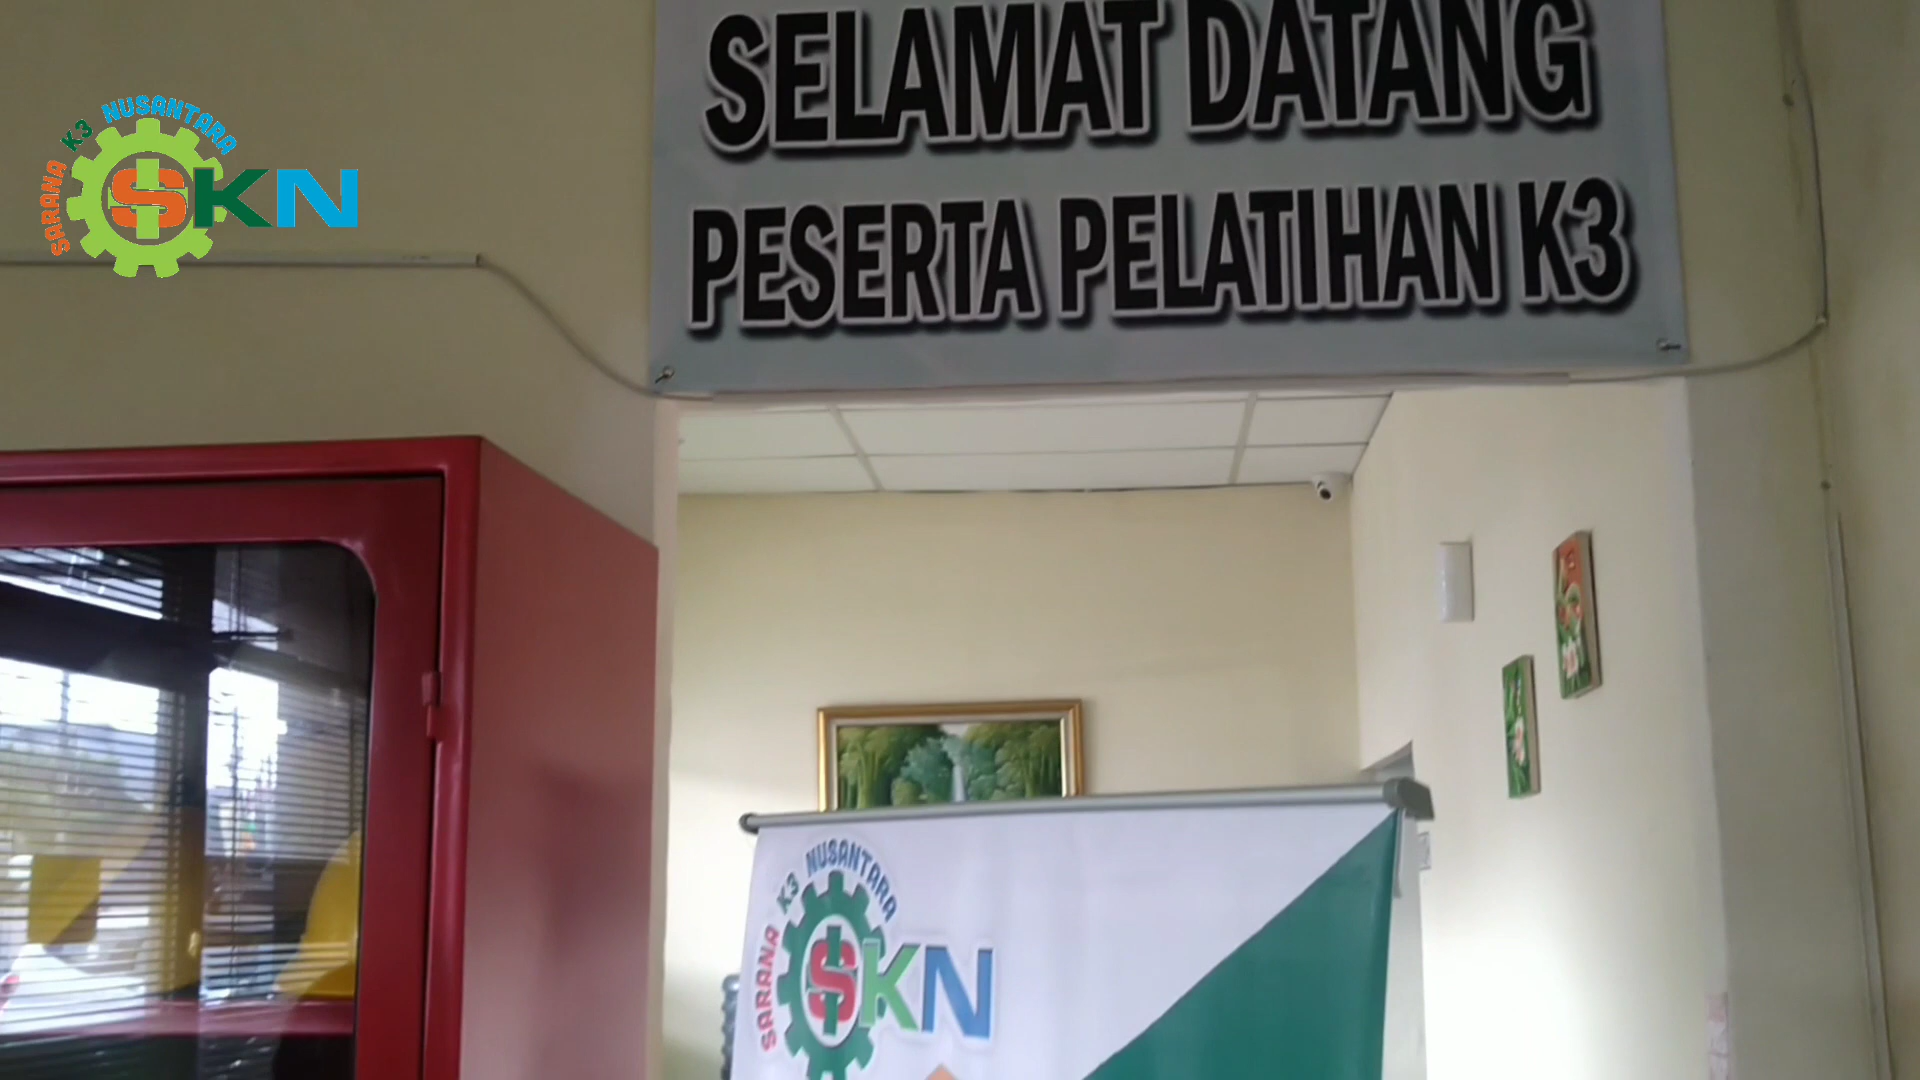 SELAMAT DATANG
PESERTA PELATIHAN K3
SARANA K3 NUSANTARA
SKN
SARANA K3 NUSANTARA
SKN